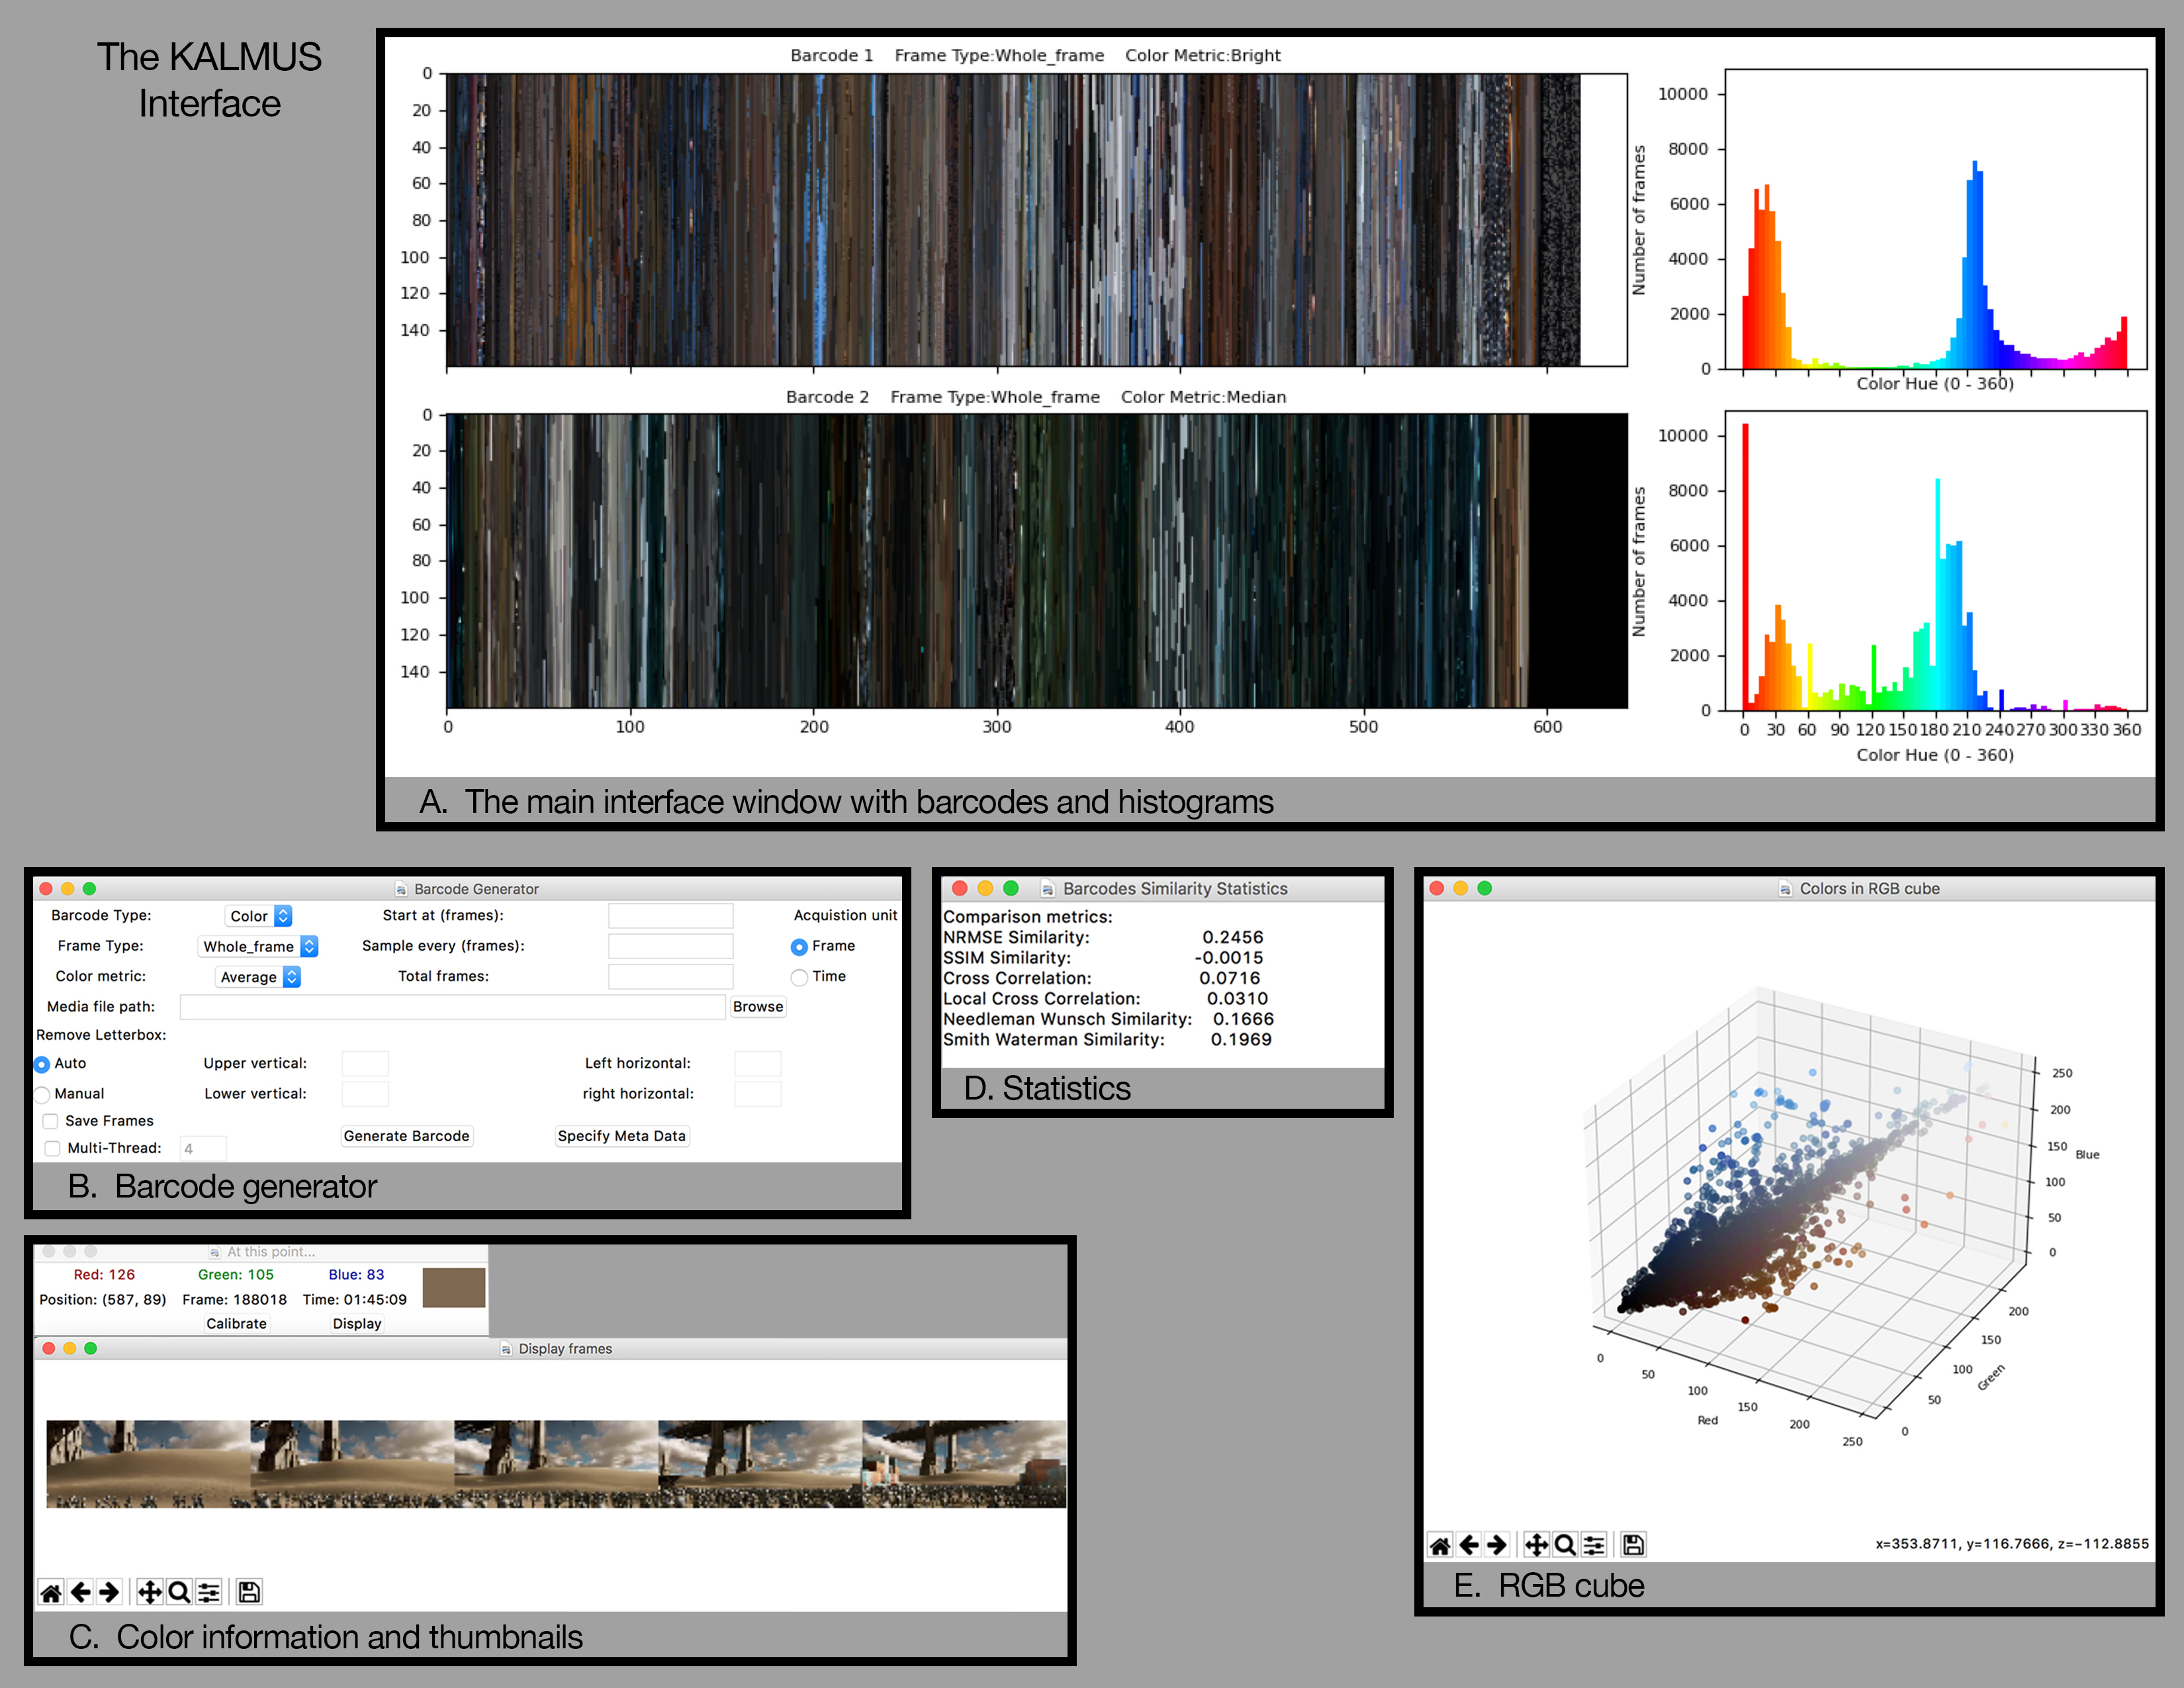 The KALMUS
Interface
Barcode 1 Frame Type:Whole_frame Color Metric:Bright
0
20
40
60
80
100
120
140
Number of frames
10000
8000
6000
4000
2000
0
Color Hue (0 - 360)
Barcode 2 Frame Type:Whole_frame Color Metric:Median
0
20
40
60
80
100
120
140
0 100 200 300 400 500 600
Number of frames
10000
8000
6000
4000
2000
0
0 30 60 90 120 150 180 210 240 270 300 330 360
Color Hue (0 - 360)
A. The main interface window with barcodes and histograms
Barcode Generator
Barcode Type: Color Start at (frames): Acquistion unit
Frame Type: Whole_frame Sample every (frames): Frame
Color metric: Average Total frames: Time
Media file path: Browse
Remove Letterbox:
Auto Upper vertical: Left horizontal:
Manual Lower vertical: right horizontal:
Save Frames
Generate Barcode Specify Meta Data
Multi-Thread: 4
B. Barcode generator
Barcodes Similarity Statistics
Comparison metrics:
NRMSE Similarity: 0.2456
SSIM Similarity: -0.0015
Cross Correlation: 0.0716
Local Cross Correlation: 0.0310
Needleman Wunsch Similarity: 0.1666
Smith Waterman Similarity: 0.1969
D. Statistics
At this point...
Red: 126 Green: 105 Blue: 83
Position: (587, 89) Frame: 188018 Time: 01:45:09
Calibrate Display
Display frames
C. Color information and thumbnails
Colors in RGB cube
250
200
150
100
50
0
Blue
200
150
100
50
0
Green
0
50
100
150
200
250
Red
x=353.8711, y=116.7666, z=−112.8855
E. RGB cube